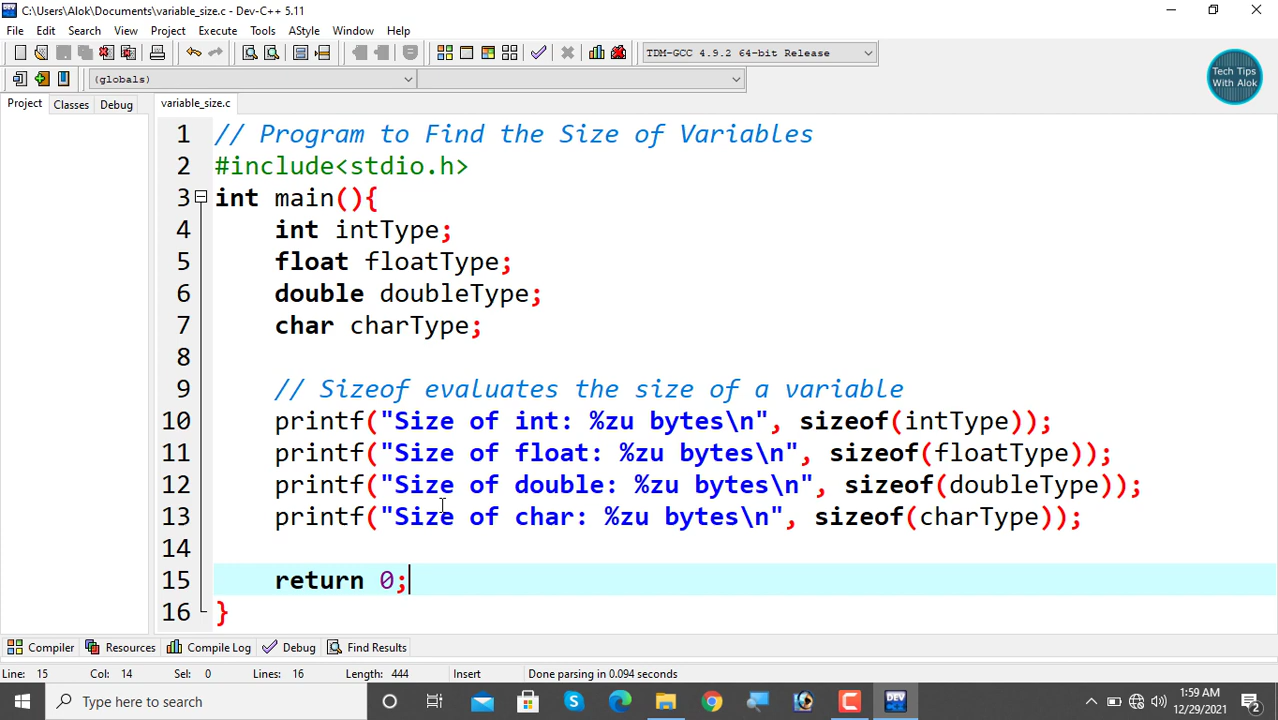 C:\Users\Alok\Documents\variable_size.c - Dev-C++ 5.11
File Edit Search View Project Execute Tools AStyle Window Help
TDM-GCC 4.9.2 64-bit Release
(globals)
Tech Tips
With Alok
Project Classes Debug variable_size.c
1 // Program to Find the Size of Variables
2 #include<stdio.h>
3 int main(){
4 int intType;
5 float floatType;
6 double doubleType;
7 char charType;
8
9 // Sizeof evaluates the size of a variable
10 printf("Size of int: %zu bytes\n", sizeof(intType));
11 printf("Size of float: %zu bytes\n", sizeof(floatType));
12 printf("Size of double: %zu bytes\n", sizeof(doubleType));
13 printf("Size of char: %zu bytes\n", sizeof(charType));
14
15 return 0;
16 }
Compiler Resources Compile Log Debug Find Results
Line: 15 Col: 14 Sel: 0 Lines: 16 Length: 444 Insert Done parsing in 0.094 seconds
Type here to search
DEV
1:59 AM
12/29/2021
2